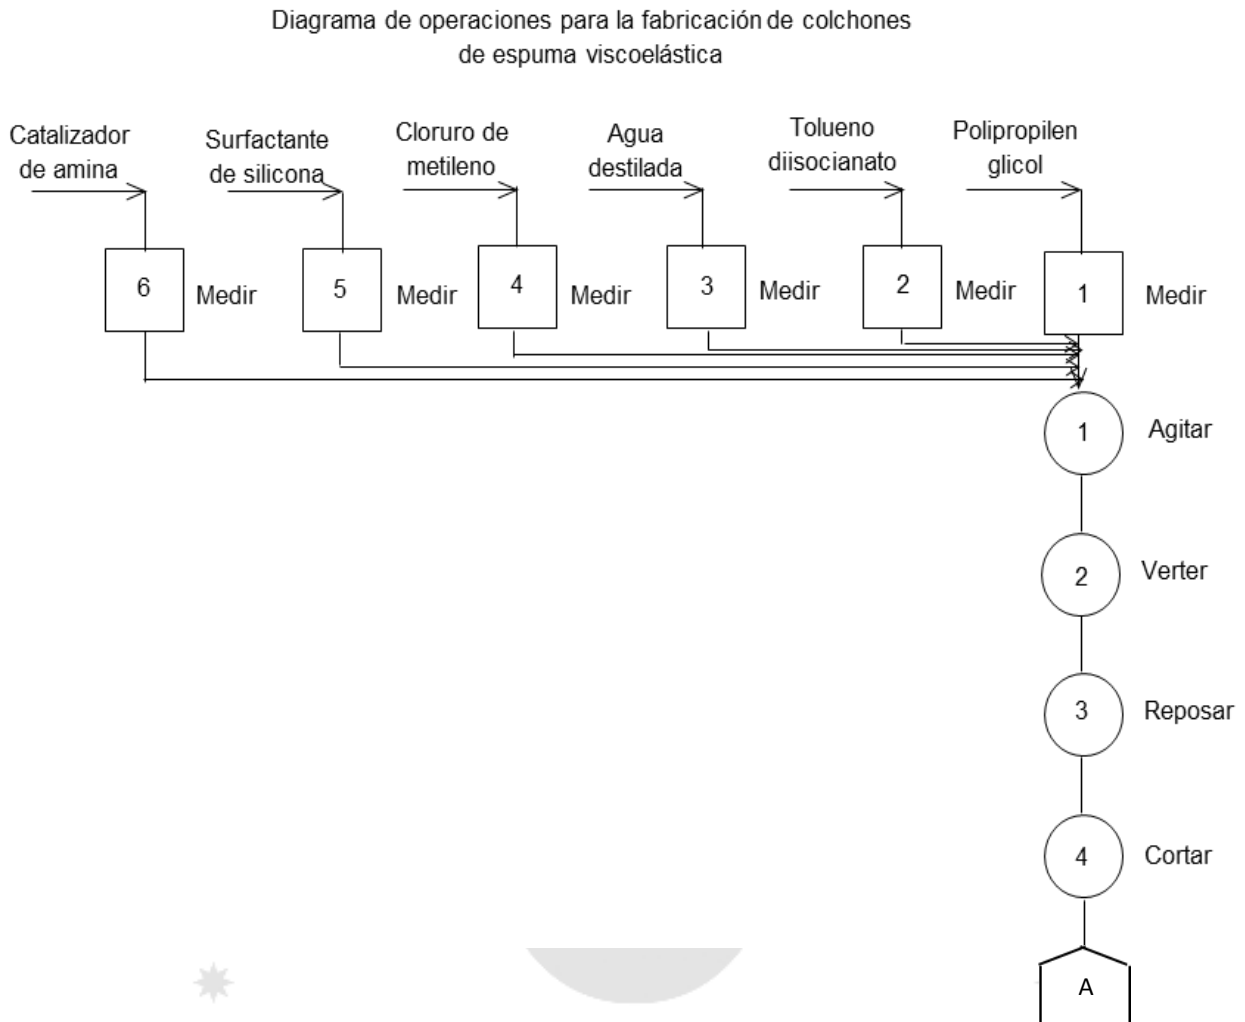 Diagrama de operaciones para la fabricación de colchones
de espuma viscoelástica
Catalizador
de amina
Surfactante
de silicona
Cloruro de
metileno
Agua
destilada
Tolueno
diisocianato
Polipropilen
glicol
6
Medir
5
Medir
4
Medir
3
Medir
2
Medir
1
Medir
1
Agitar
2
Verter
3
Reposar
4
Cortar
A